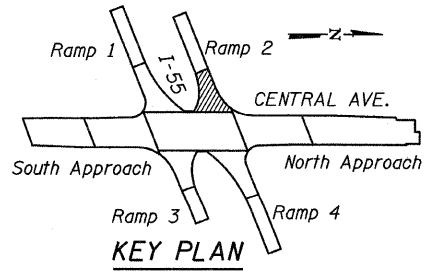 Ramp 1
Ramp 2
N
I-55
CENTRAL AVE.
South Approach
North Approach
Ramp 3
Ramp 4
KEY PLAN